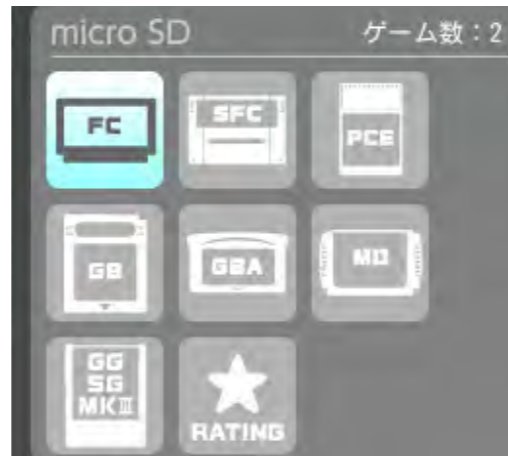 micro SD ゲーム数：2
FC
SFC
PCE
GB
GBA
MD
GG
SG
MKⅢ
RATING